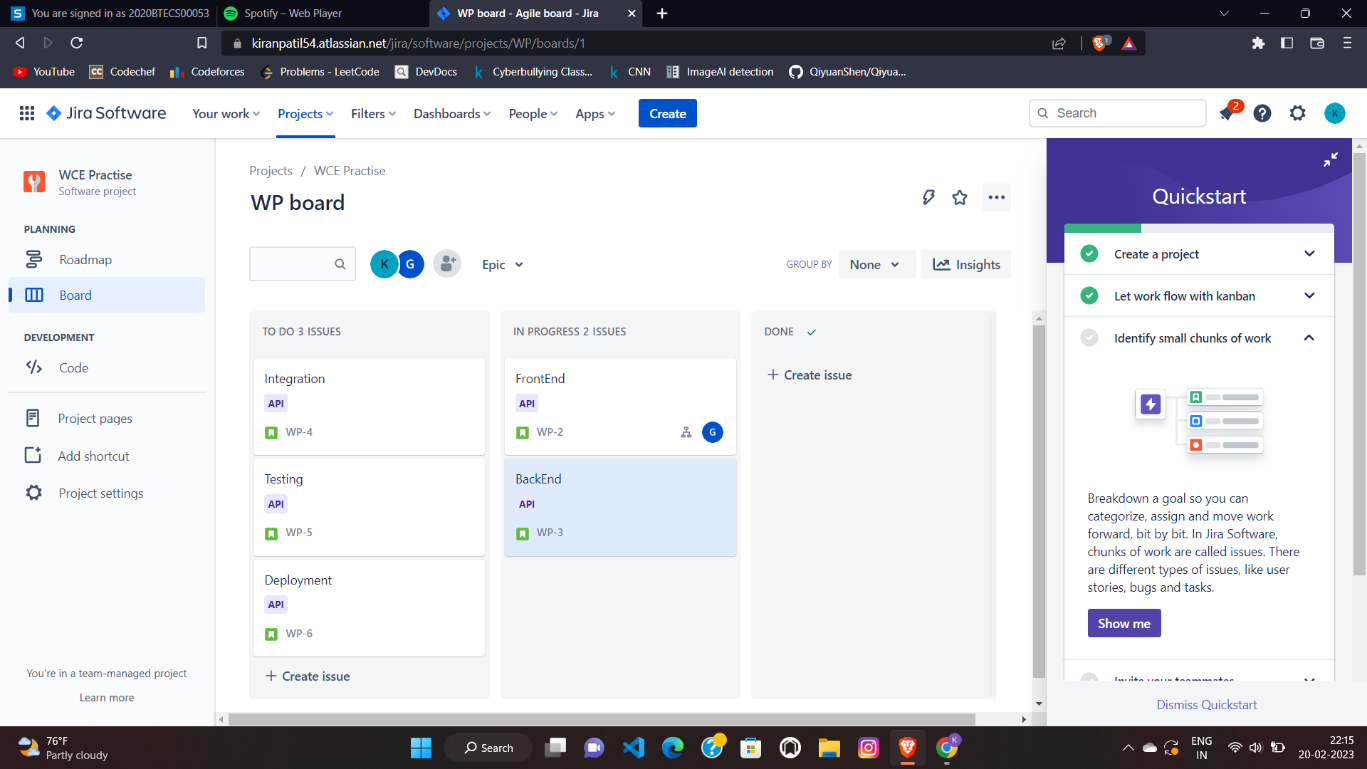 You are signed in as 2020BTECS00053
Spotify – Web Player
WP board - Agile board - Jira
kiranpatil54.atlassian.net/jira/software/projects/WP/boards/1
1
YouTube
CC
Codechef
Codeforces
Problems - LeetCode
DevDocs
k
Cyberbullying Class...
k
CNN
ImageAI detection
QiyuanShen/Qiyua...
Jira Software
Your work
Projects
Filters
Dashboards
People
Apps
Create
Search
2
K
WCE Practise
Software project
PLANNING
Roadmap
Board
DEVELOPMENT
Code
Project pages
Add shortcut
Project settings
You're in a team-managed project
Learn more
Projects / WCE Practise
WP board
K
G
Epic
GROUP BY
None
Insights
TO DO 3 ISSUES
Integration
API
WP-4
Testing
API
WP-5
Deployment
API
WP-6
+ Create issue
IN PROGRESS 2 ISSUES
FrontEnd
API
WP-2
G
BackEnd
API
WP-3
DONE
+ Create issue
Quickstart
Create a project
Let work flow with kanban
Identify small chunks of work
Breakdown a goal so you can
categorize, assign and move work
forward, bit by bit. In Jira Software,
chunks of work are called issues. There
are different types of issues, like user
stories, bugs and tasks.
Show me
Invite your teammates
Dismiss Quickstart
76°F
Partly cloudy
Search
K
ENG
IN
22:15
20-02-2023